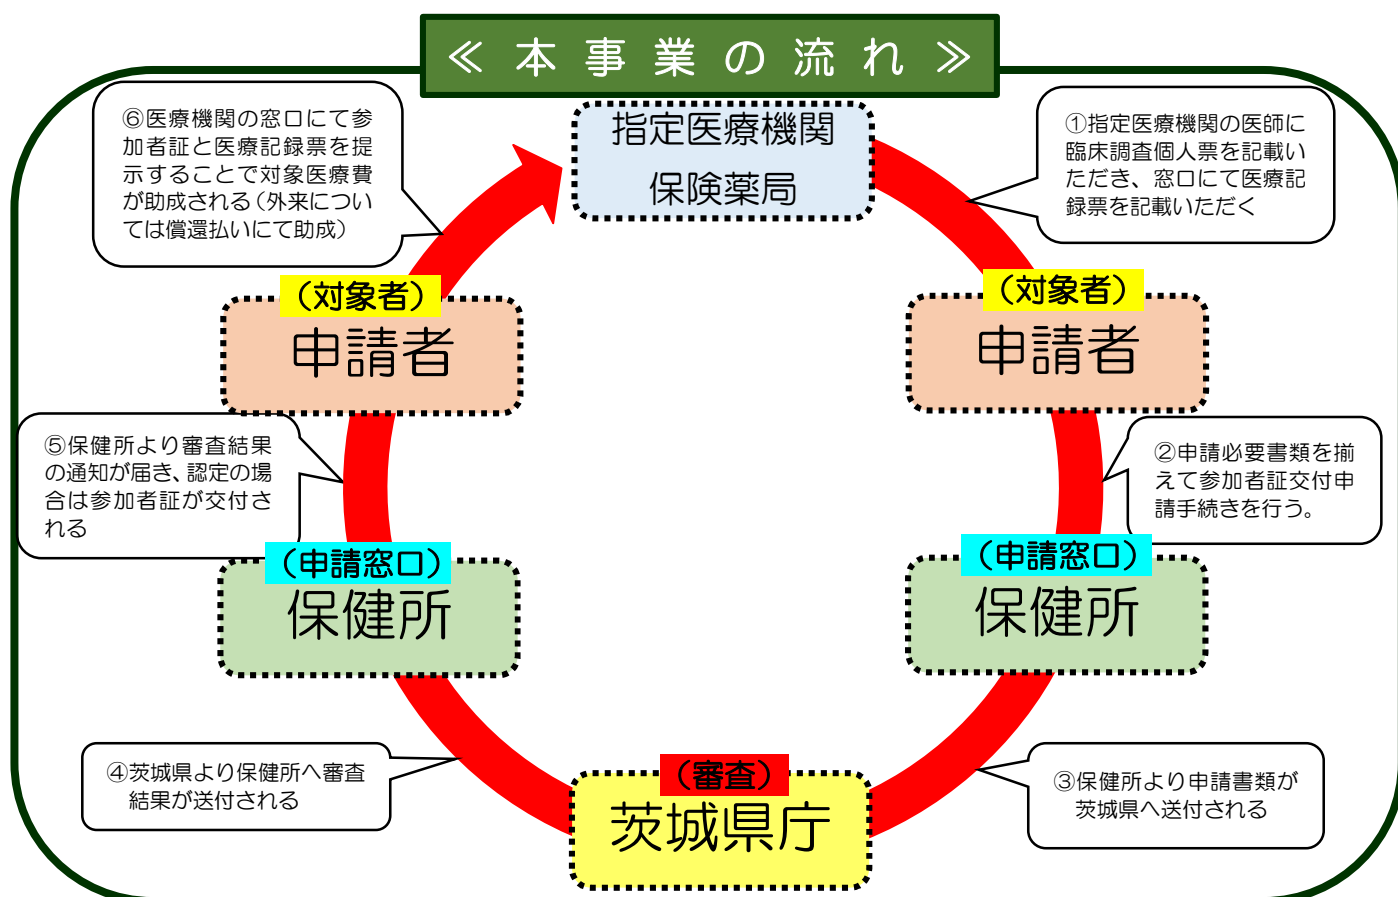 ≪本事業の流れ≫
指定医療機関
保険薬局
①指定医療機関の医師に
臨床調査個人票を記載い
ただき、窓口にて医療記
録票を記載いただく
(対象者)
申請者
②申請必要書類を揃
えて参加者証交付申
請手続きを行う。
(申請窓口)
保健所
③保健所より申請書類が
茨城県へ送付される
(審査)
茨城県庁
④茨城県より保健所へ審査
結果が送付される
(申請窓口)
保健所
⑤保健所より審査結果
の通知が届き、認定の場
合は参加者証が交付さ
れる
(対象者)
申請者
⑥医療機関の窓口にて参
加者証と医療記録票を提
示することで対象医療費
が助成される(外来につい
ては償還払いにて助成)